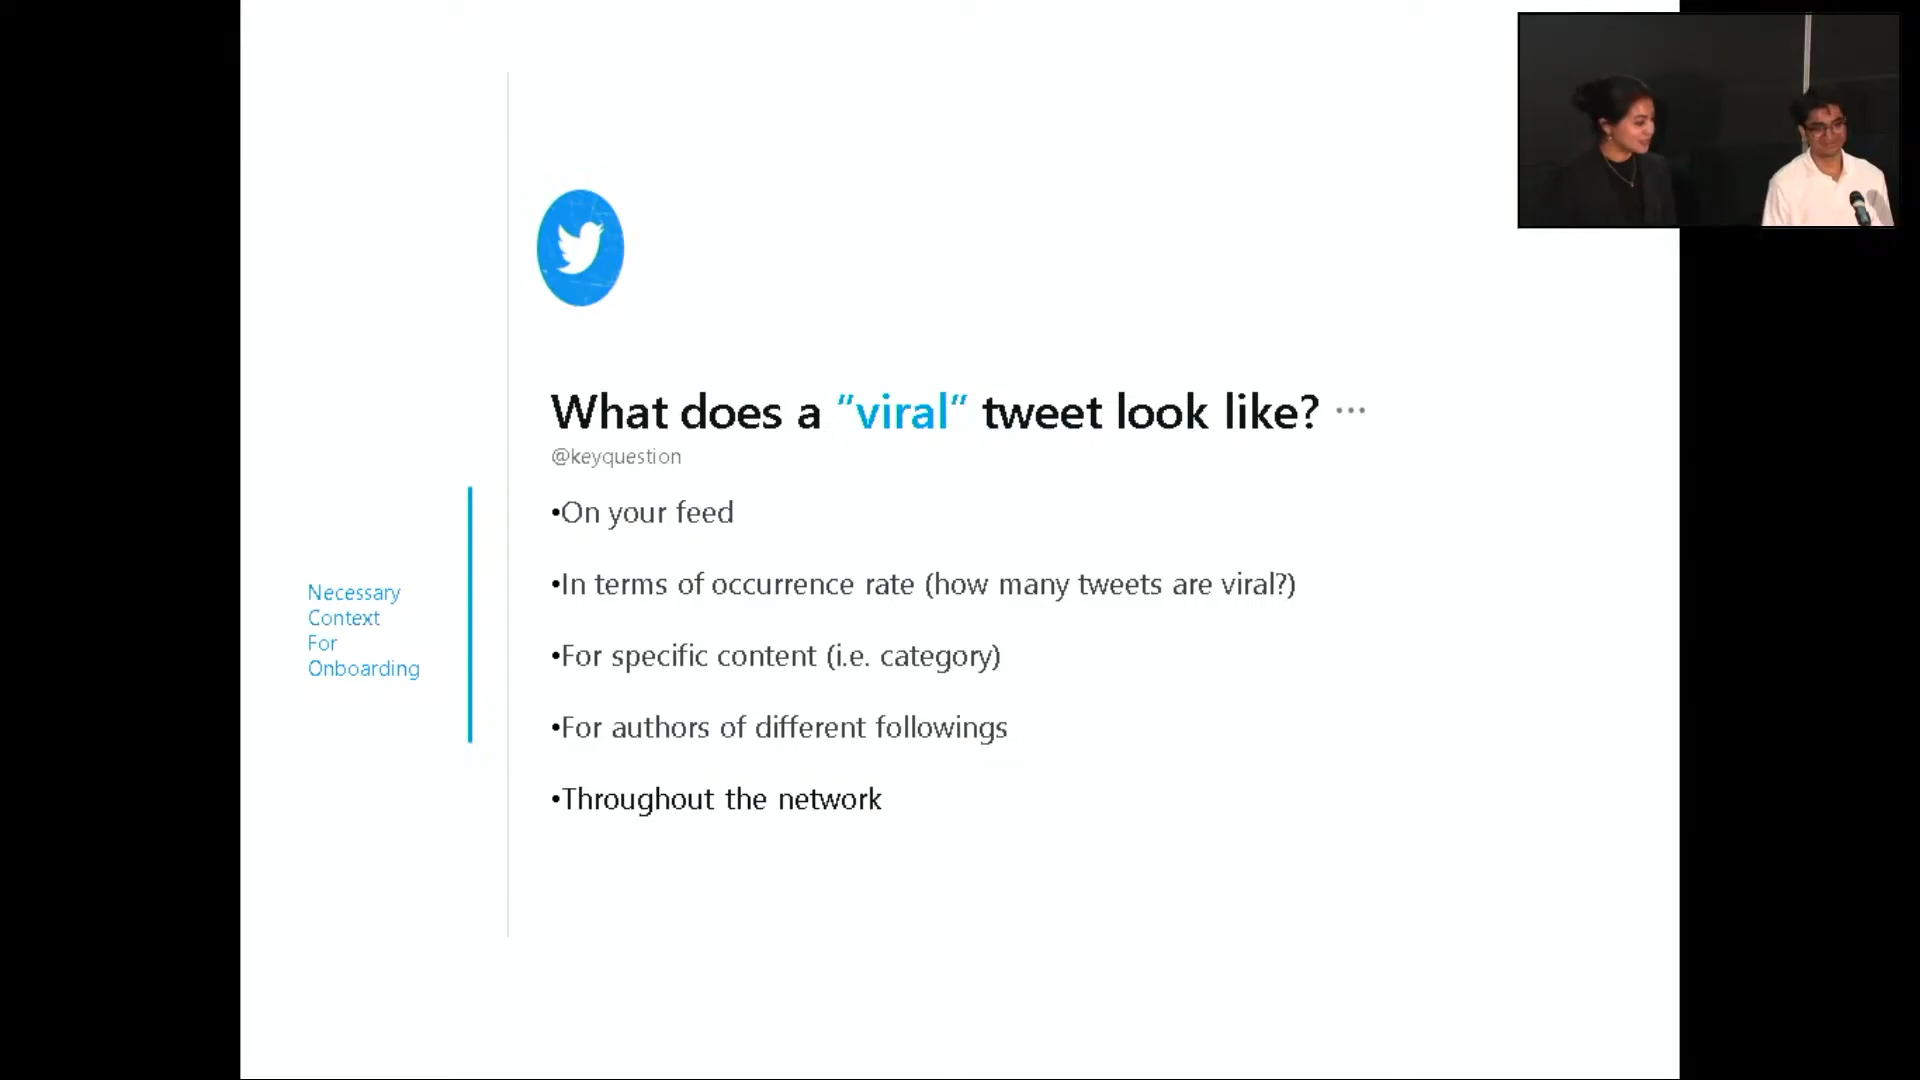 What does a “viral” tweet look like? ···
@keyquestion
•On your feed
•In terms of occurrence rate (how many tweets are viral?)
•For specific content (i.e. category)
•For authors of different followings
•Throughout the network
Necessary
Context
For
Onboarding